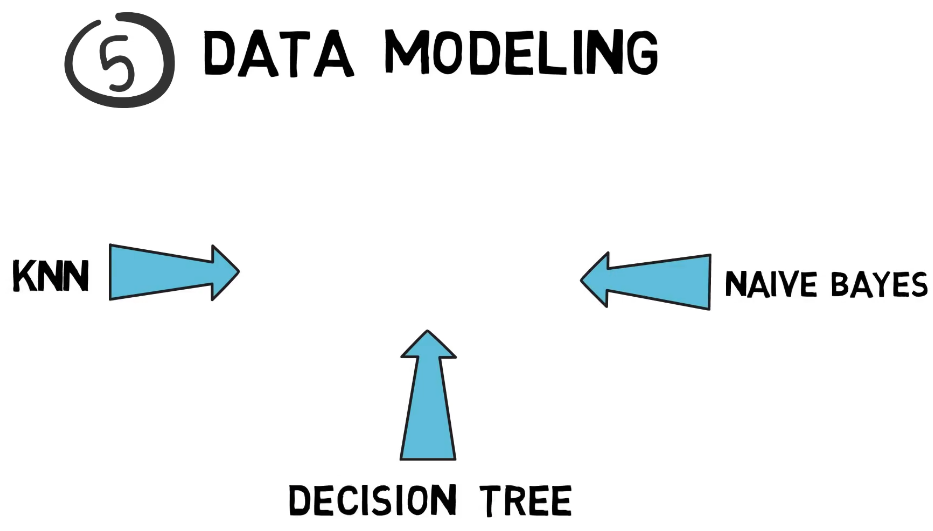 5 DATA MODELING
KNN
NAIVE BAYES
DECISION TREE